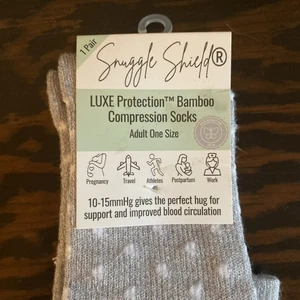 1 Pair
Snuggle Shield®
LUXE Protection™ Bamboo
Compression Socks
Adult One Size
Pregnancy Travel Athletes Postpartum Work
10-15mmHg gives the perfect hug for
support and improved blood circulation